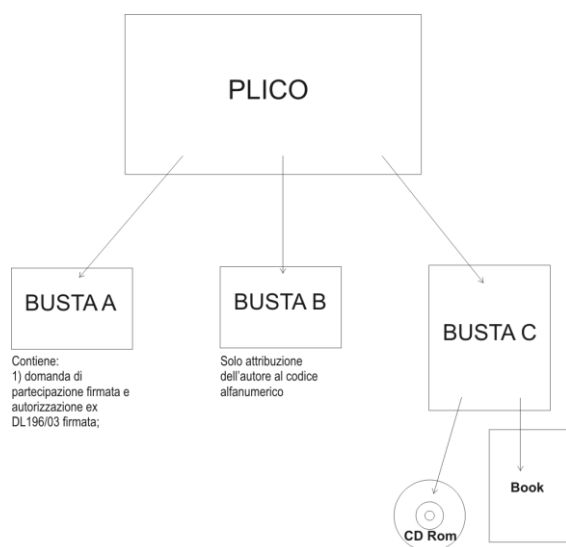 PLICO
BUSTA A
Contiene:
1) domanda di
partecipazione firmata e
autorizzazione ex
DL196/03 firmata;
BUSTA B
Solo attribuzione
dell'autore al codice
alfanumerico
BUSTA C
CD Rom
Book